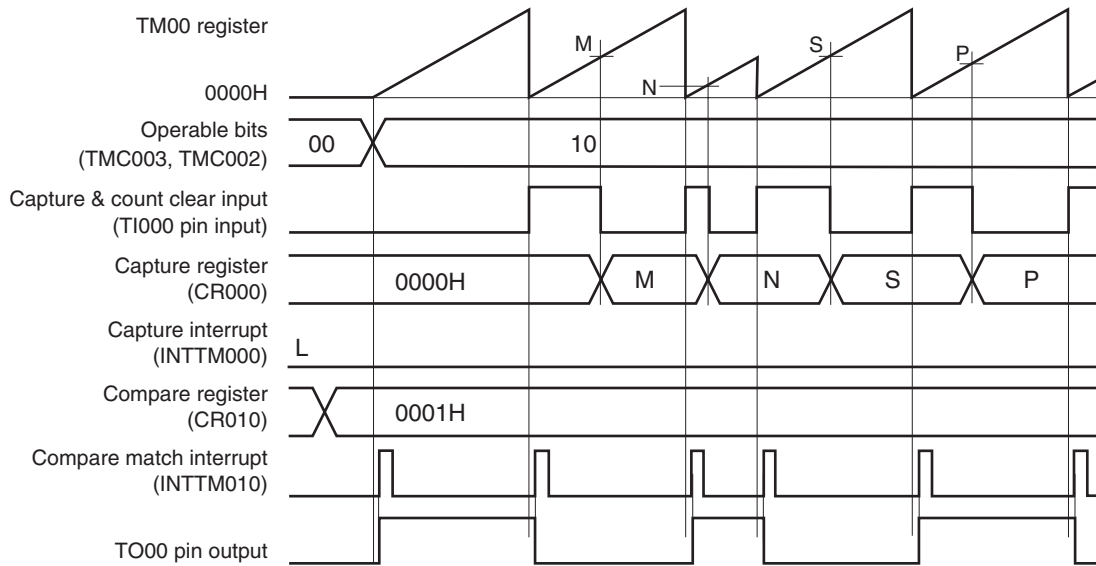 TM00 register
M
S
P
N
0000H
Operable bits
(TMC003, TMC002)
00
10
Capture & count clear input
(TI000 pin input)
Capture register
(CR000)
0000H
M
N
S
P
Capture interrupt
(INTTM000)
L
Compare register
(CR010)
0001H
Compare match interrupt
(INTTM010)
TO00 pin output